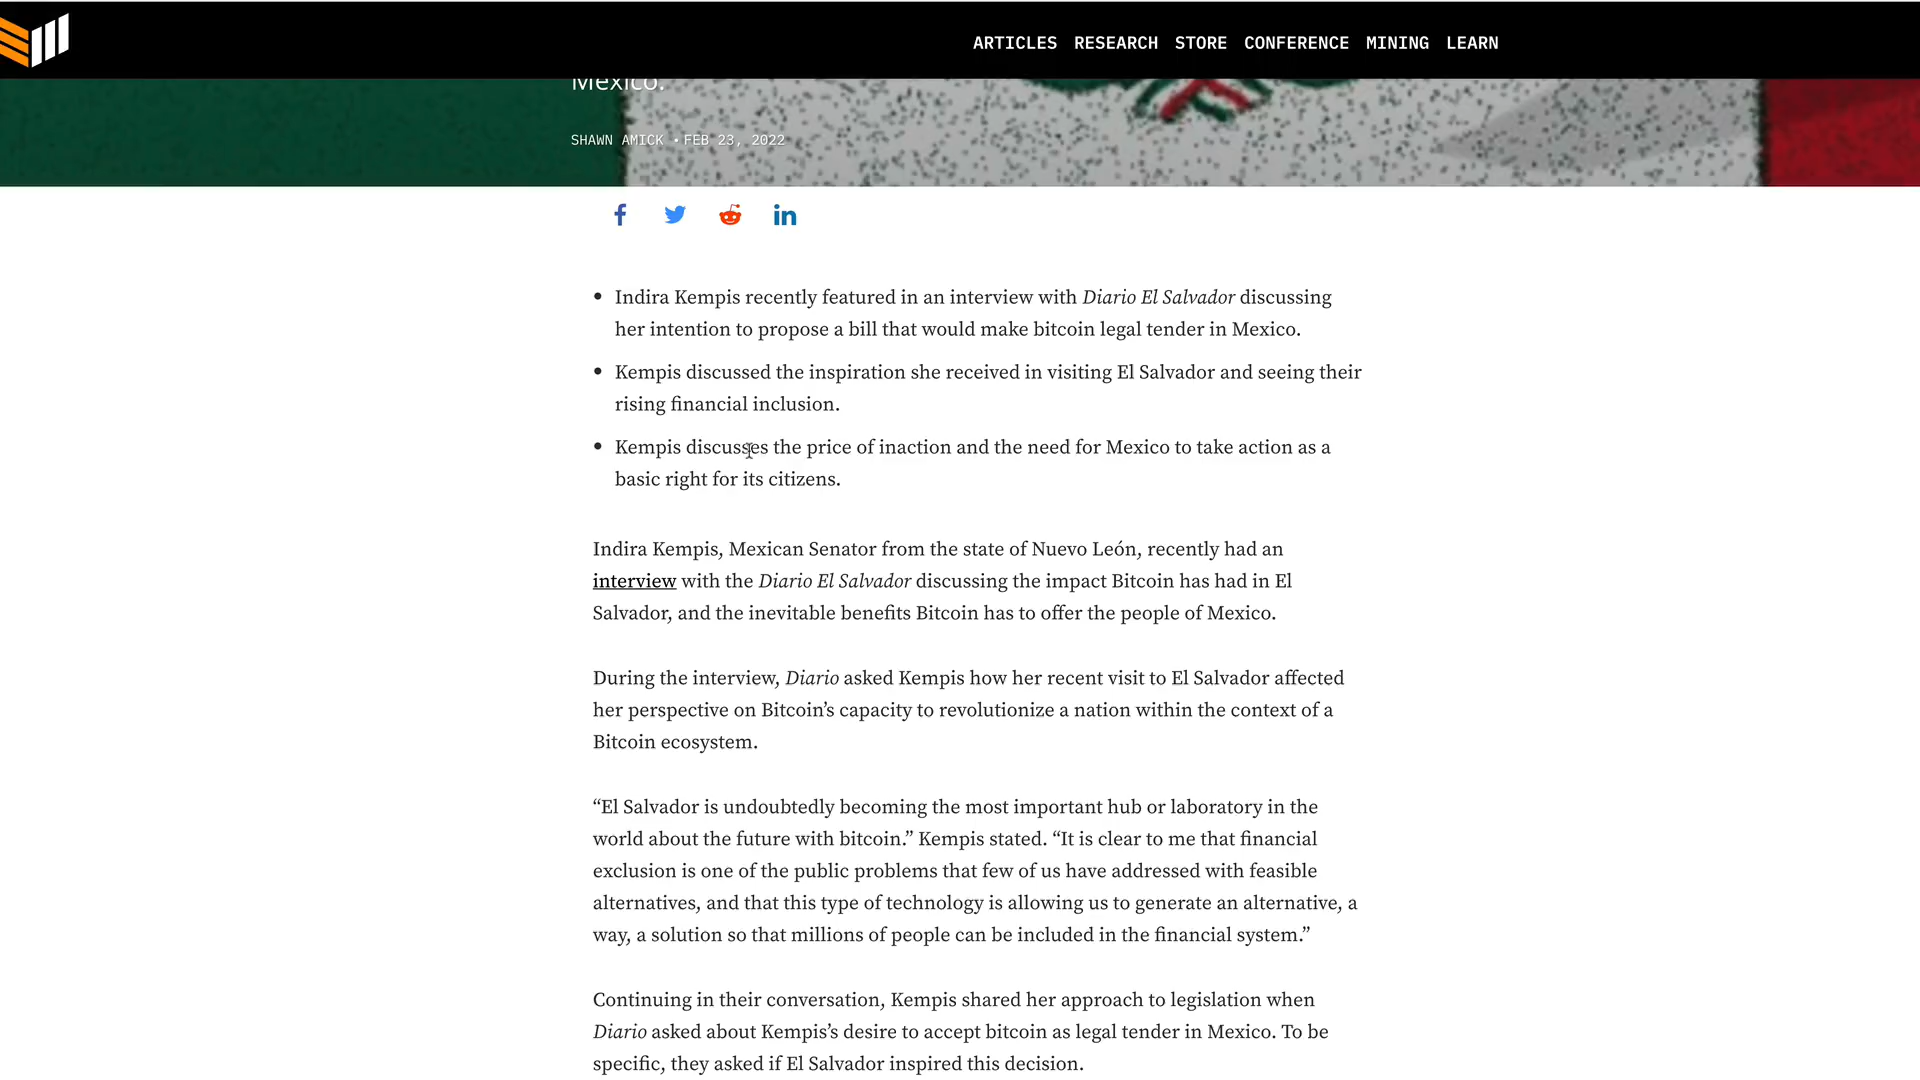 ARTICLES RESEARCH STORE CONFERENCE MINING LEARN
Mexico.
SHAWN AMICK • FEB 23, 2022
• Indira Kempis recently featured in an interview with Diario El Salvador discussing
her intention to propose a bill that would make bitcoin legal tender in Mexico.
• Kempis discussed the inspiration she received in visiting El Salvador and seeing their
rising financial inclusion.
• Kempis discusses the price of inaction and the need for Mexico to take action as a
basic right for its citizens.
Indira Kempis, Mexican Senator from the state of Nuevo León, recently had an
interview with the Diario El Salvador discussing the impact Bitcoin has had in El
Salvador, and the inevitable benefits Bitcoin has to offer the people of Mexico.
During the interview, Diario asked Kempis how her recent visit to El Salvador affected
her perspective on Bitcoin’s capacity to revolutionize a nation within the context of a
Bitcoin ecosystem.
“El Salvador is undoubtedly becoming the most important hub or laboratory in the
world about the future with bitcoin.” Kempis stated. “It is clear to me that financial
exclusion is one of the public problems that few of us have addressed with feasible
alternatives, and that this type of technology is allowing us to generate an alternative, a
way, a solution so that millions of people can be included in the financial system.”
Continuing in their conversation, Kempis shared her approach to legislation when
Diario asked about Kempis’s desire to accept bitcoin as legal tender in Mexico. To be
specific, they asked if El Salvador inspired this decision.